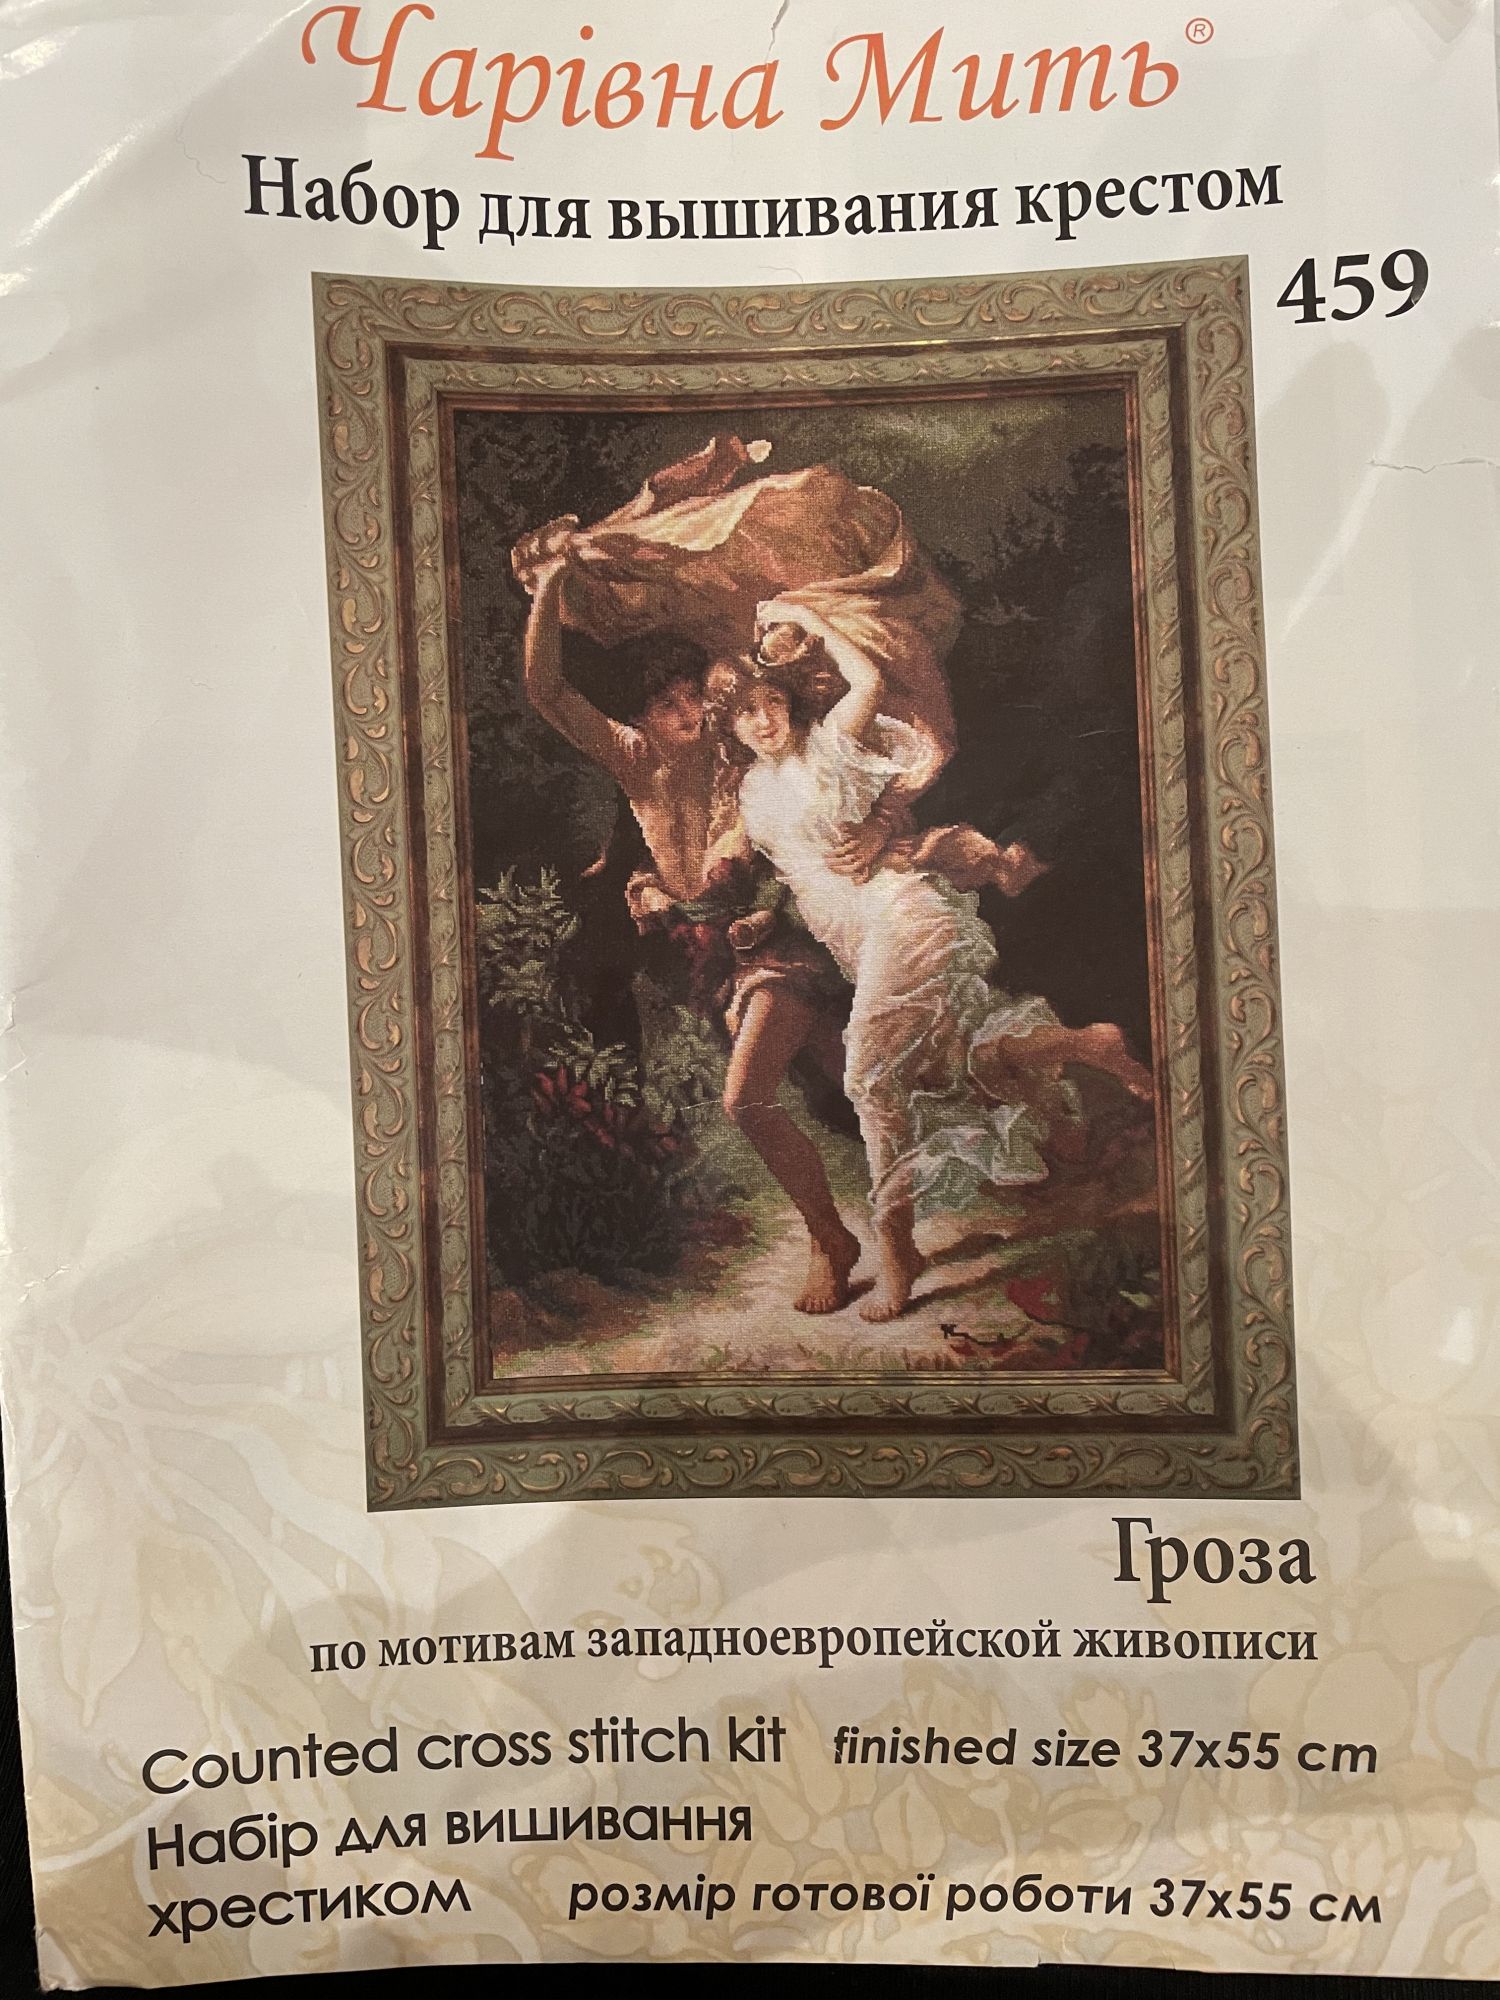 Чарівна Мить®
Набор для вышивания крестом
459
Гроза
по мотивам западноевропейской живописи
Counted cross stitch kit finished size 37x55 cm
Набір для вишивання
хрестиком розмір готової роботи 37x55 см